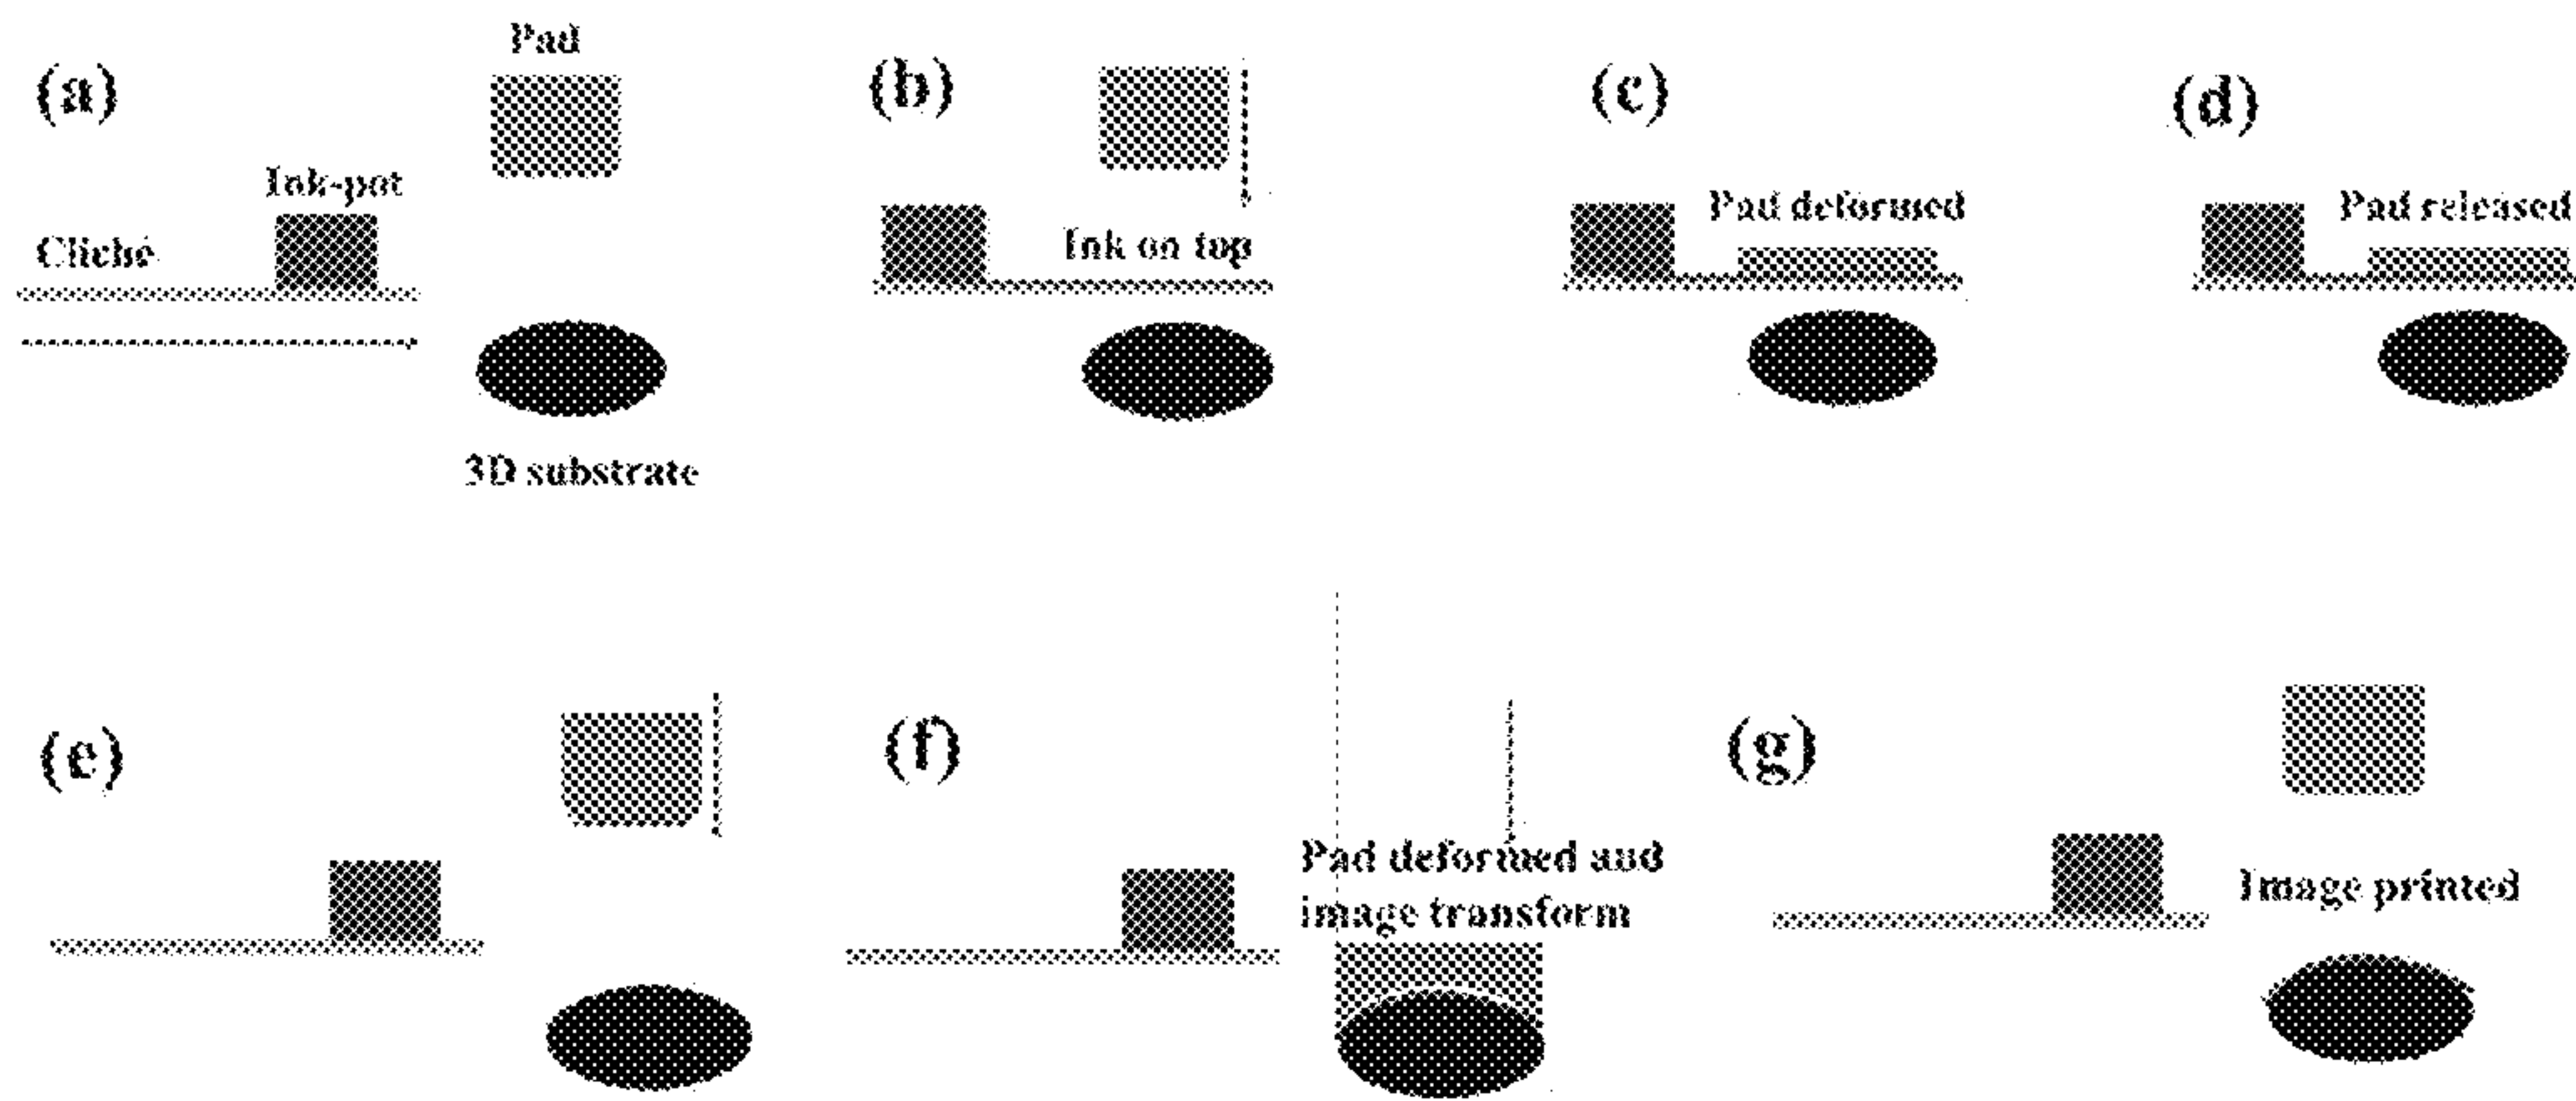 (a)
Pad
Ink-pot
Cliché
3D substrate
(b)
Ink on top
(c)
Pad deformed
(d)
Pad released
(e)
(f)
Pad deformed and
image transform
(g)
Image printed